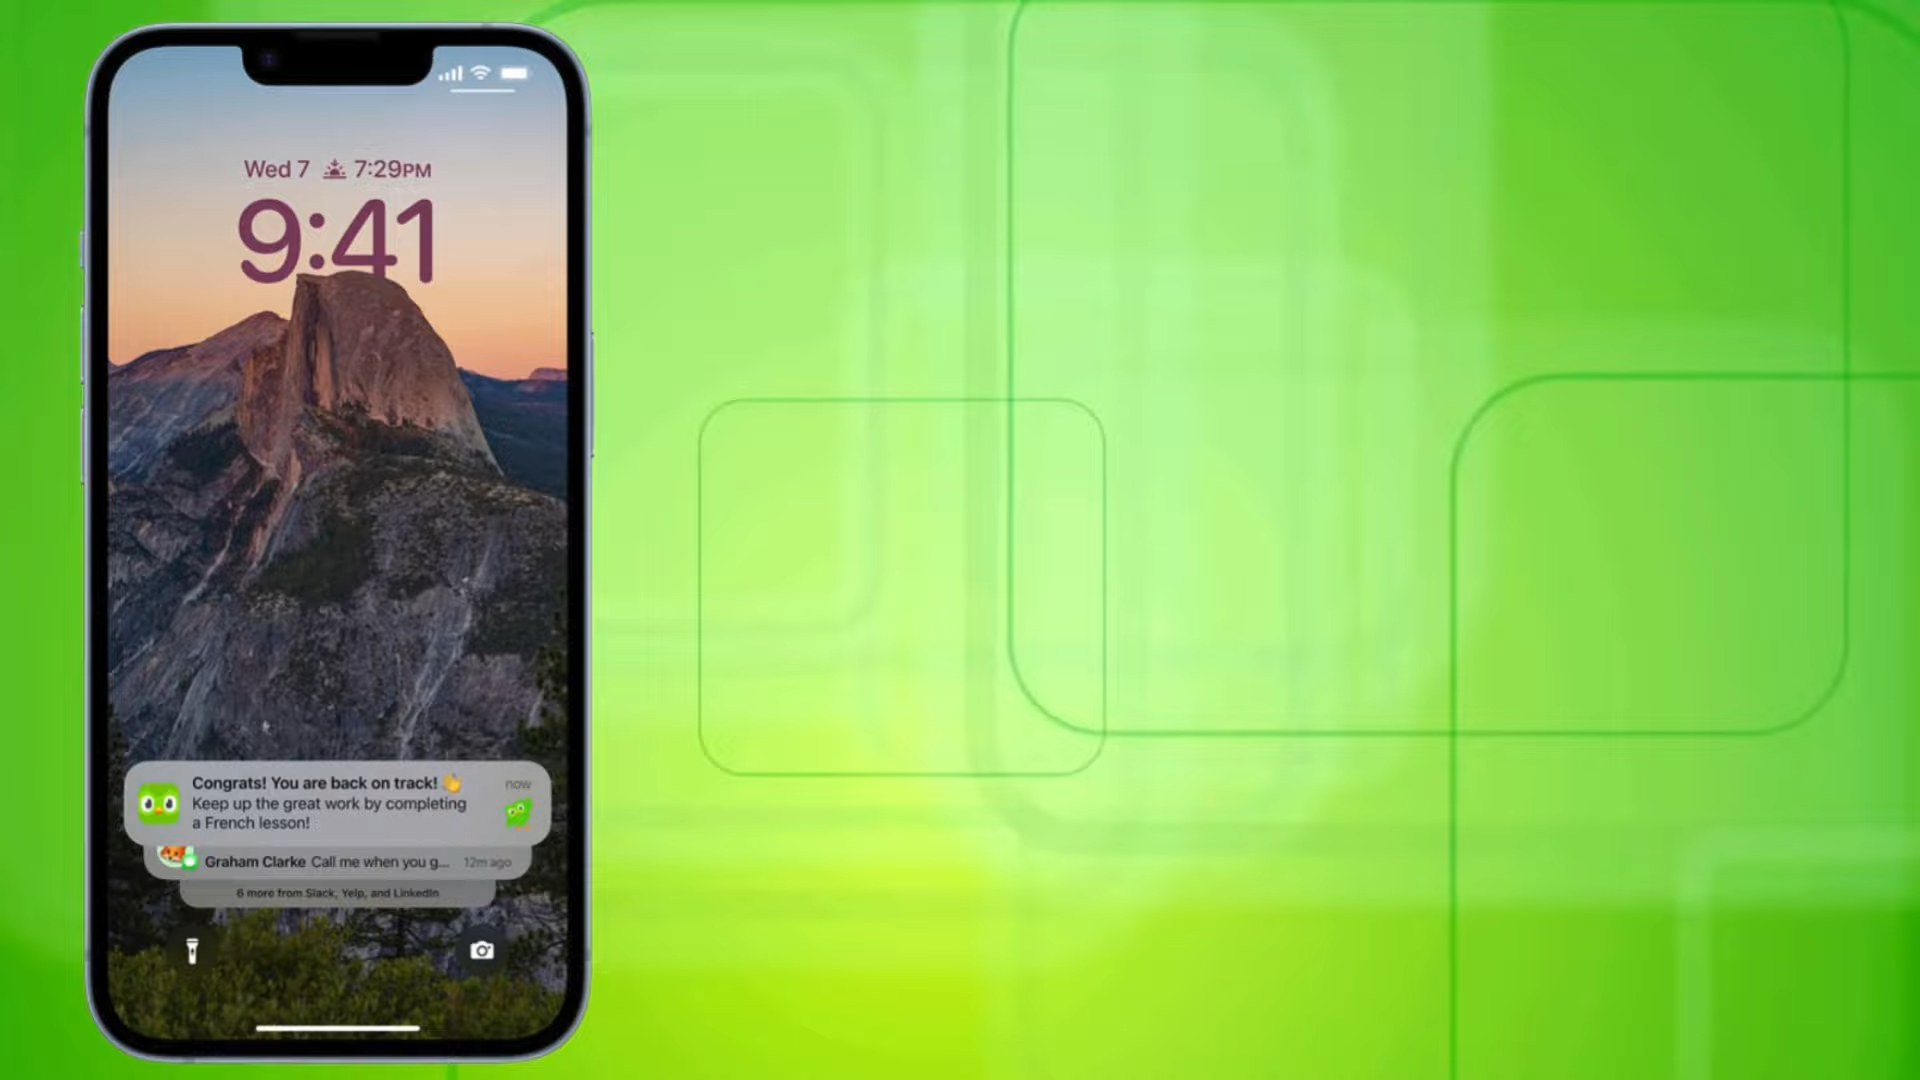 Wed 7 7:29PM
9:41
Congrats! You are back on track! 👋 now
Keep up the great work by completing
a French lesson!
Graham Clarke Call me when you g... 12m ago
6 more from Slack, Yelp, and LinkedIn